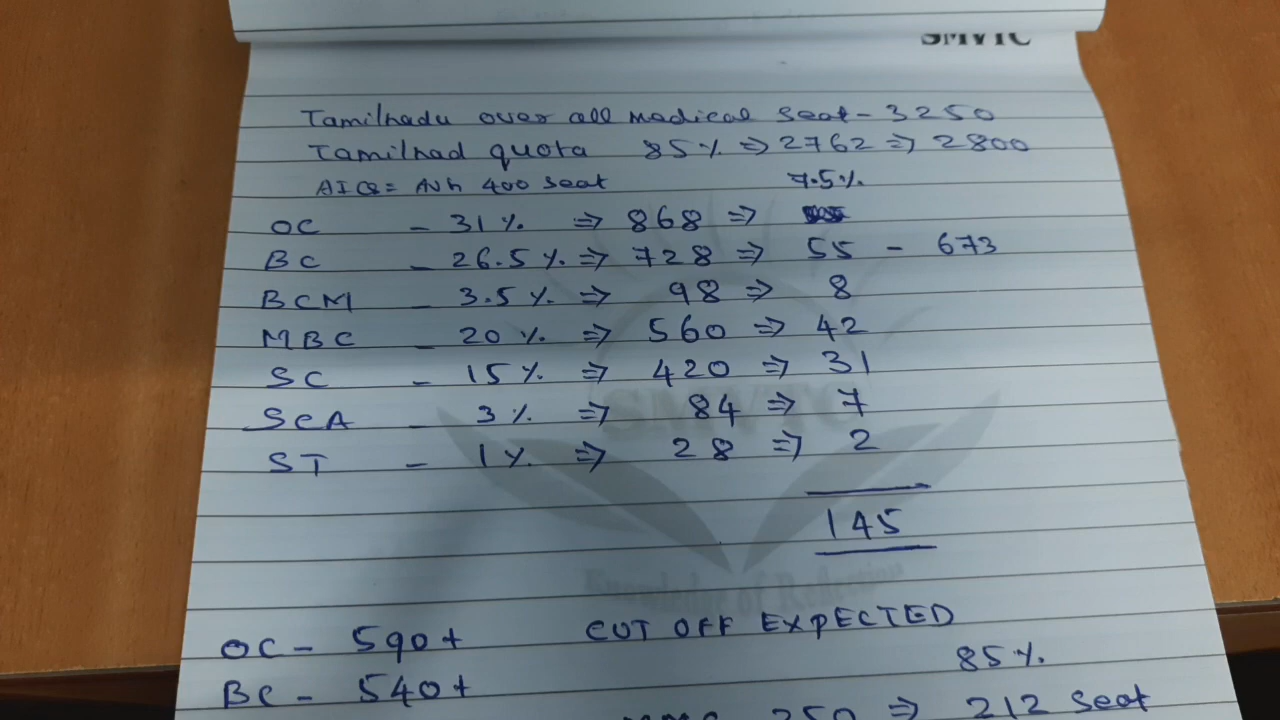 SMVTC
Tamilnadu over all medical Seat - 3250
Tamilnad quota 85% ⇒ 2762 ⇒ 2800
AIQ = 400 seat 7.5%
OC - 31% ⇒ 868 ⇒
BC - 26.5% ⇒ 728 ⇒ 55 - 673
BCM - 3.5% ⇒ 98 ⇒ 8
MBC - 20% ⇒ 560 ⇒ 42
SC - 15% ⇒ 420 ⇒ 31
SCA - 3% ⇒ 84 ⇒ 7
ST - 1% ⇒ 28 ⇒ 2
145
OC - 590+ CUT OFF EXPECTED
85%
BC - 540+
250 ⇒ 212 Seat